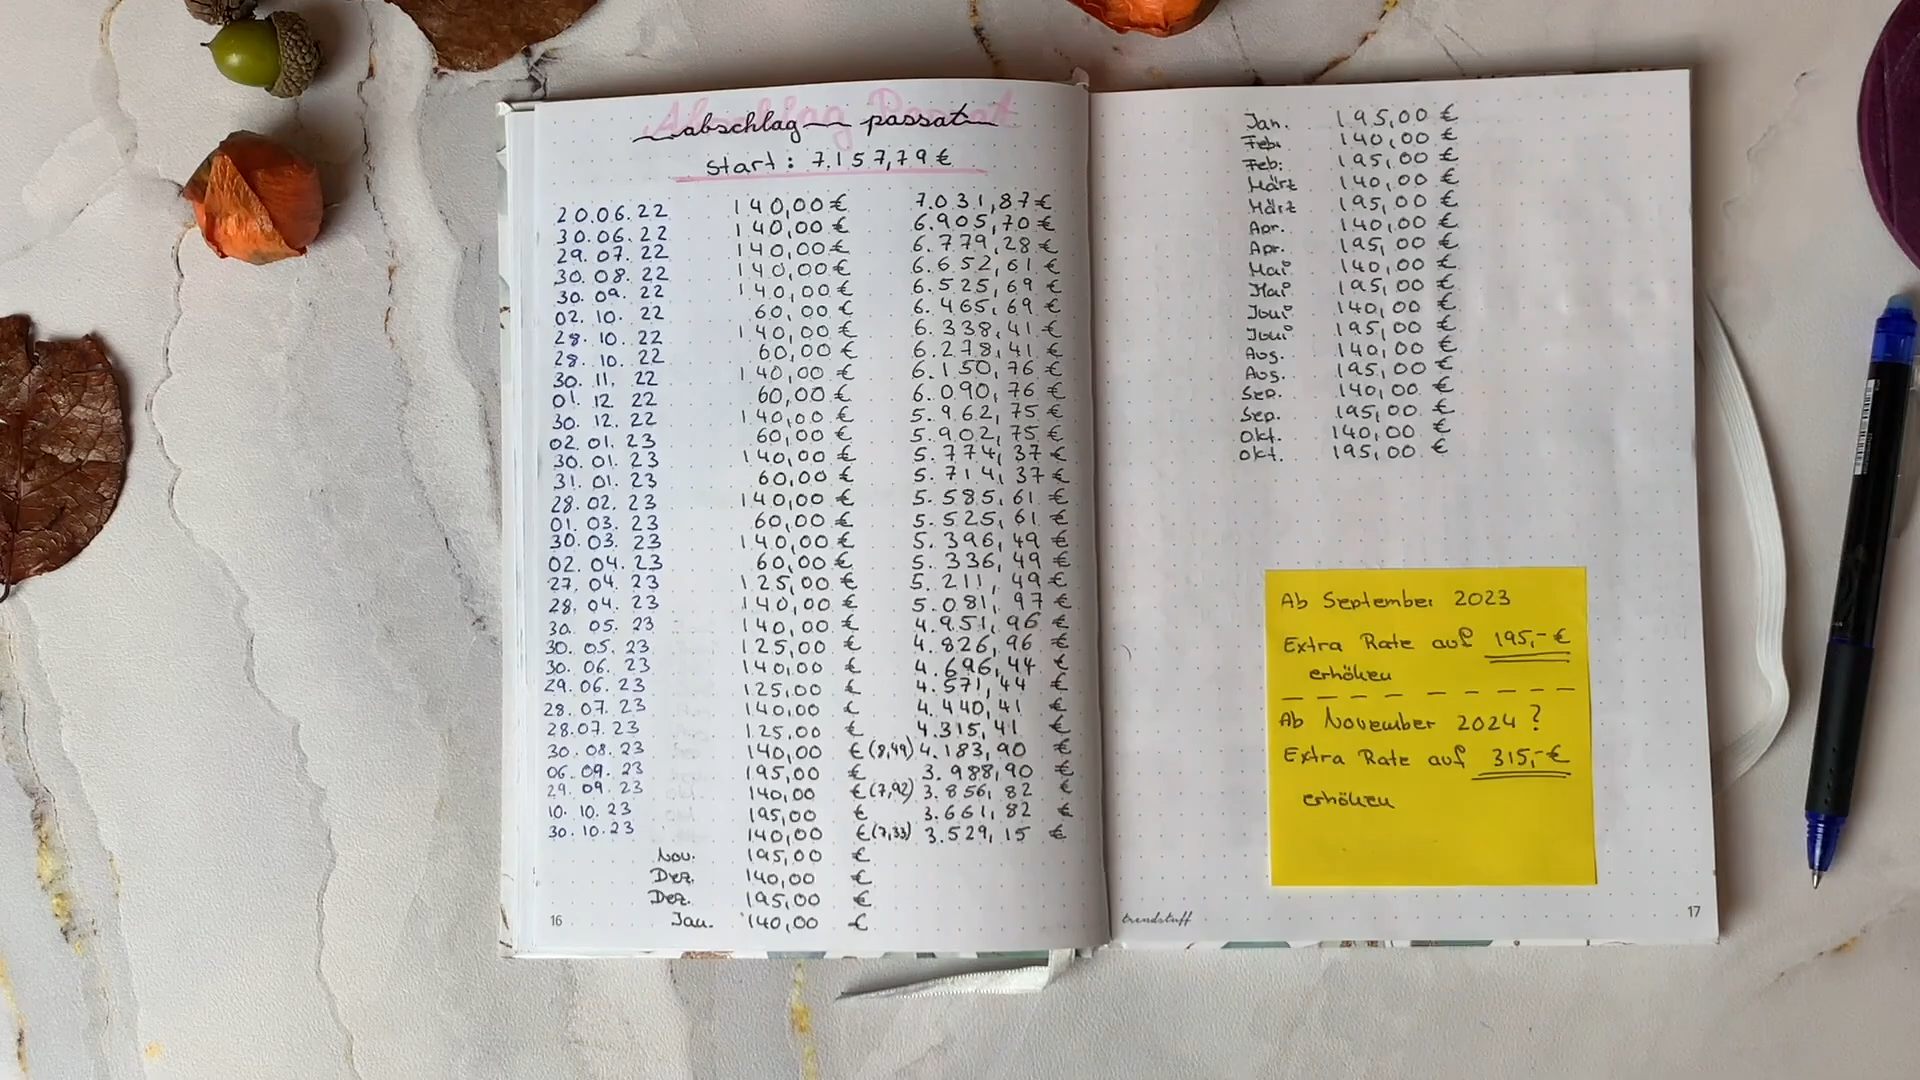 abschlag passat
Start: 7.157,79 €
20.06.22 140,00 € 7.031,87 €
30.06.22 140,00 € 6.905,70 €
29.07.22 140,00 € 6.779,28 €
30.08.22 140,00 € 6.652,61 €
30.09.22 140,00 € 6.525,69 €
02.10.22 60,00 € 6.465,69 €
28.10.22 140,00 € 6.338,41 €
28.10.22 60,00 € 6.278,41 €
30.11.22 140,00 € 6.150,76 €
01.12.22 60,00 € 6.090,76 €
30.12.22 140,00 € 5.962,75 €
02.01.23 60,00 € 5.902,75 €
30.01.23 140,00 € 5.774,37 €
31.01.23 60,00 € 5.714,37 €
28.02.23 140,00 € 5.585,61 €
01.03.23 60,00 € 5.525,61 €
30.03.23 140,00 € 5.396,49 €
02.04.23 60,00 € 5.336,49 €
27.04.23 125,00 € 5.211,49 €
28.04.23 140,00 € 5.081,97 €
30.05.23 140,00 € 4.951,96 €
30.05.23 125,00 € 4.826,96 €
30.06.23 140,00 € 4.696,44 €
29.06.23 125,00 € 4.571,44 €
28.07.23 140,00 € 4.440,41 €
28.07.23 125,00 € 4.315,41 €
30.08.23 140,00 € (8,49) 4.183,90 €
06.09.23 195,00 € 3.988,90 €
29.09.23 140,00 € (7,92) 3.856,82 €
10.10.23 195,00 € 3.661,82 €
30.10.23 140,00 € (7,33) 3.529,15 €
Nov. 195,00 €
Dez. 140,00 €
Dez. 195,00 €
Jan. 140,00 €
16
Jan. 195,00 €
Feb. 140,00 €
Feb. 195,00 €
März 140,00 €
März 195,00 €
Apr. 140,00 €
Apr. 195,00 €
Mai 140,00 €
Mai 195,00 €
Juni 140,00 €
Juni 195,00 €
Aug. 140,00 €
Aug. 195,00 €
Sep. 140,00 €
Sep. 195,00 €
Okt. 140,00 €
Okt. 195,00 €
Ab September 2023
Extra Rate auf 195,- €
erhöhen
Ab November 2024?
Extra Rate auf 315,- €
erhöhen
trendstuff
17